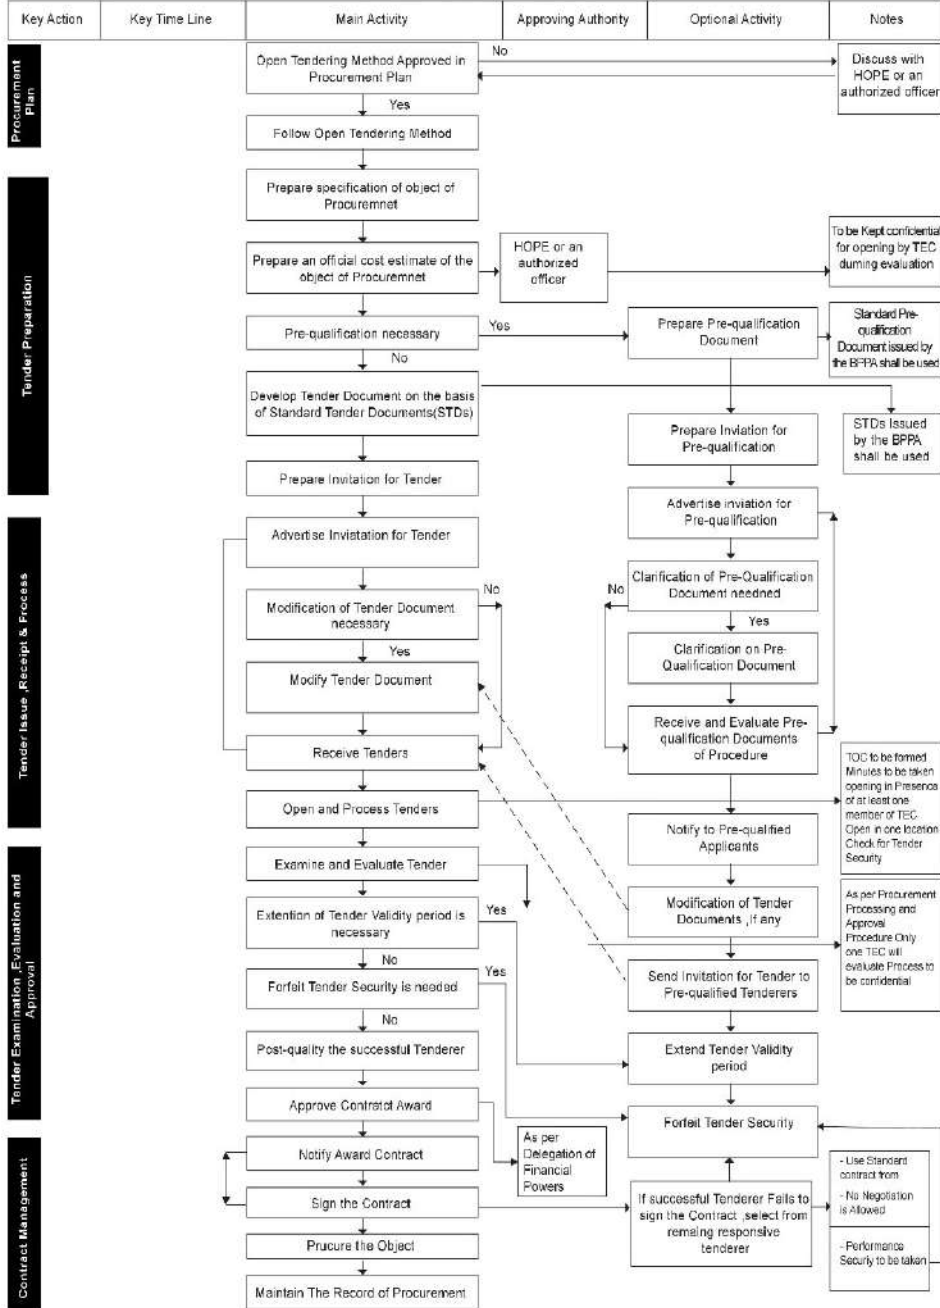 Key Action
Key Time Line
Main Activity
Approving Authority
Optional Activity
Notes
Procurement
Plan
Open Tendering Method Approved in
Procurement Plan
No
Discuss with
HOPE or an
authorized officer
Yes
Follow Open Tendering Method
Tender Preparation
Prepare specification of object of
Procuremnet
Prepare an official cost estimate of the
object of Procuremnet
HOPE or an
authorized
officer
To be Kept confidential
for opening by TEC
duming evaluation
Pre-qualification necessary
Yes
Prepare Pre-qualification
Document
Standard Pre-
qualification
Document issued by
the BPPA shall be used
No
Develop Tender Document on the basis
of Standard Tender Documents(STDs)
Prepare Inviation for
Pre-qualification
STDs Issued
by the BPPA
shall be used
Prepare Invitation for Tender
Advertise inviation for
Pre-qualification
Tender Issue ,Receipt & Process
Advertise Inviatation for Tender
Clarification of Pre-Qualification
Document needned
No
Yes
Modification of Tender Document
necessary
No
Yes
Clarification on Pre-
Qualification Document
Modify Tender Document
Receive and Evaluate Pre-
qualification Documents
of Procedure
Receive Tenders
Open and Process Tenders
TOC to be formed
Minutes to be taken
opening in Presence
of at least one
member of TEC
Open in one location
Check for Tender
Security
Notify to Pre-qualified
Applicants
Tender Examination ,Evaluation and
Approval
Examine and Evaluate Tender
Extention of Tender Validity period is
necessary
Yes
Modification of Tender
Documents ,If any
As per Procurement
Processing and
Approval
Procedure Only
one TEC will
evaluate Process to
be confidential
No
Forfeit Tender Security is needed
Yes
Send Invitation for Tender to
Pre-qualified Tenderers
No
Post-quality the successful Tenderer
Extend Tender Validity
period
Approve Contratct Award
Forfeit Tender Security
As per
Delegation of
Financial
Powers
Contract Management
Notify Award Contract
Sign the Contract
If successful Tenderer Fails to
sign the Contract ,select from
remaing responsive
tenderer
- Use Standard
contract from
- No Negotiation
is Allowed
- Performance
Securiy to be taken
Prucure the Object
Maintain The Record of Procurement